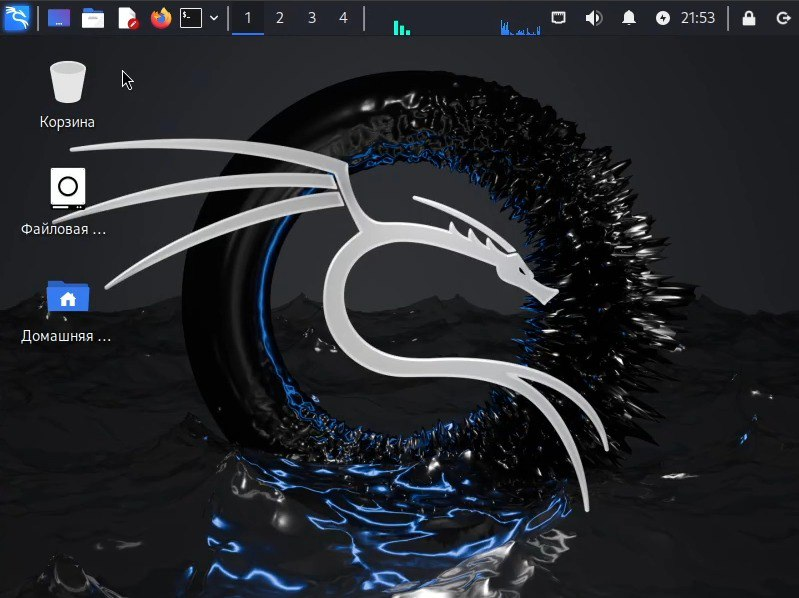 1 2 3 4 21:53
Корзина
Файловая ...
Домашняя ...